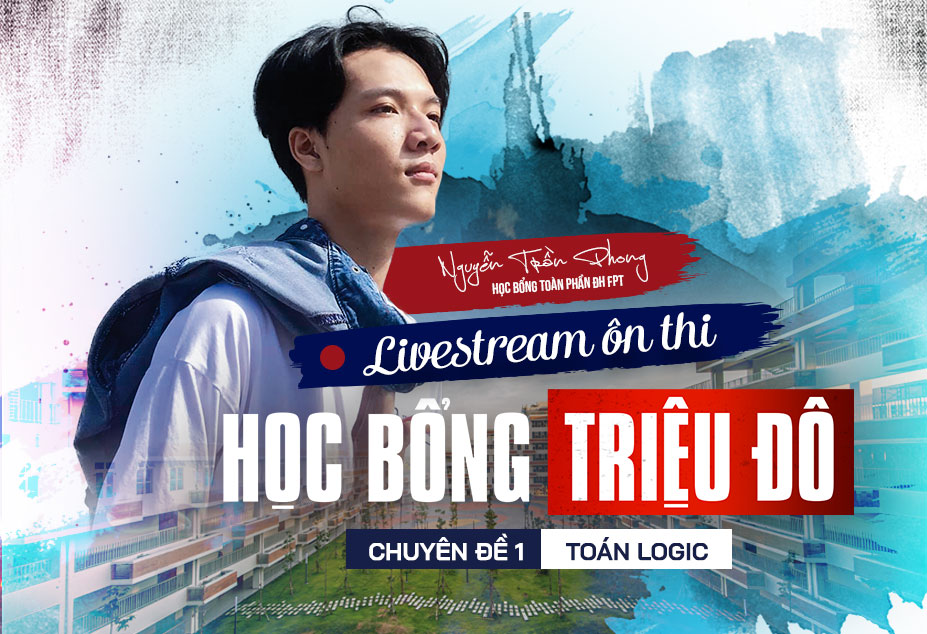 Nguyễn Trần Phong
HỌC BỔNG TOÀN PHẦN ĐH FPT
Livestream ôn thi
HỌC BỔNG TRIỆU ĐÔ
CHUYÊN ĐỀ 1 TOÁN LOGIC